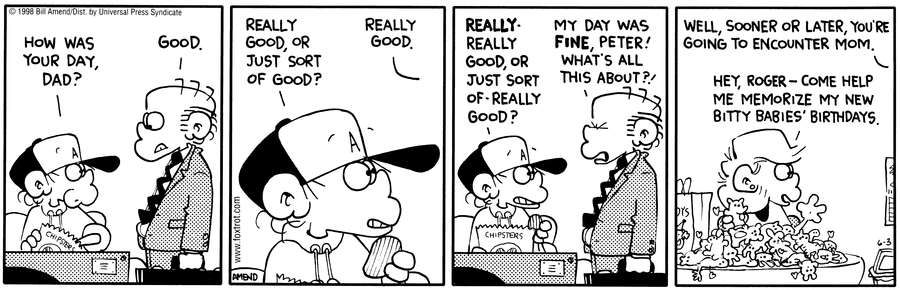 © 1998 Bill Amend/Dist. by Universal Press Syndicate
HOW WAS
YOUR DAY,
DAD?
GOOD.
CHIPSTERS
REALLY
GOOD, OR
JUST SORT
OF GOOD?
REALLY
GOOD.
A
www.foxtrot.com
AMEND
REALLY-
REALLY
GOOD, OR
JUST SORT
OF-REALLY
GOOD?
MY DAY WAS
FINE, PETER!
WHAT'S ALL
THIS ABOUT?!
A
CHIPSTERS
WELL, SOONER OR LATER, YOU'RE
GOING TO ENCOUNTER MOM.
HEY, ROGER – COME HELP
ME MEMORIZE MY NEW
BITTY BABIES' BIRTHDAYS.
6-3